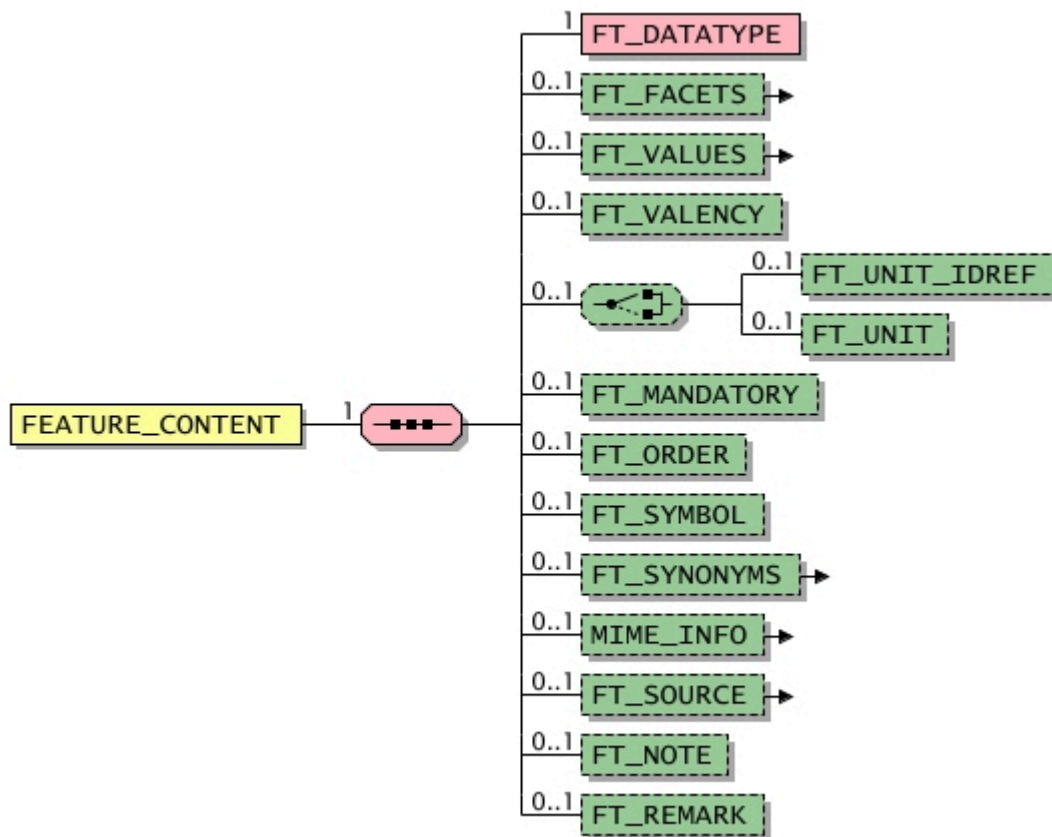 1
FT_DATATYPE
0..1
FT_FACETS
0..1
FT_VALUES
0..1
FT_VALENCY
0..1
0..1
FT_UNIT_IDREF
0..1
FT_UNIT
0..1
FT_MANDATORY
FEATURE_CONTENT
1
0..1
FT_ORDER
0..1
FT_SYMBOL
0..1
FT_SYNONYMS
0..1
MIME_INFO
0..1
FT_SOURCE
0..1
FT_NOTE
0..1
FT_REMARK